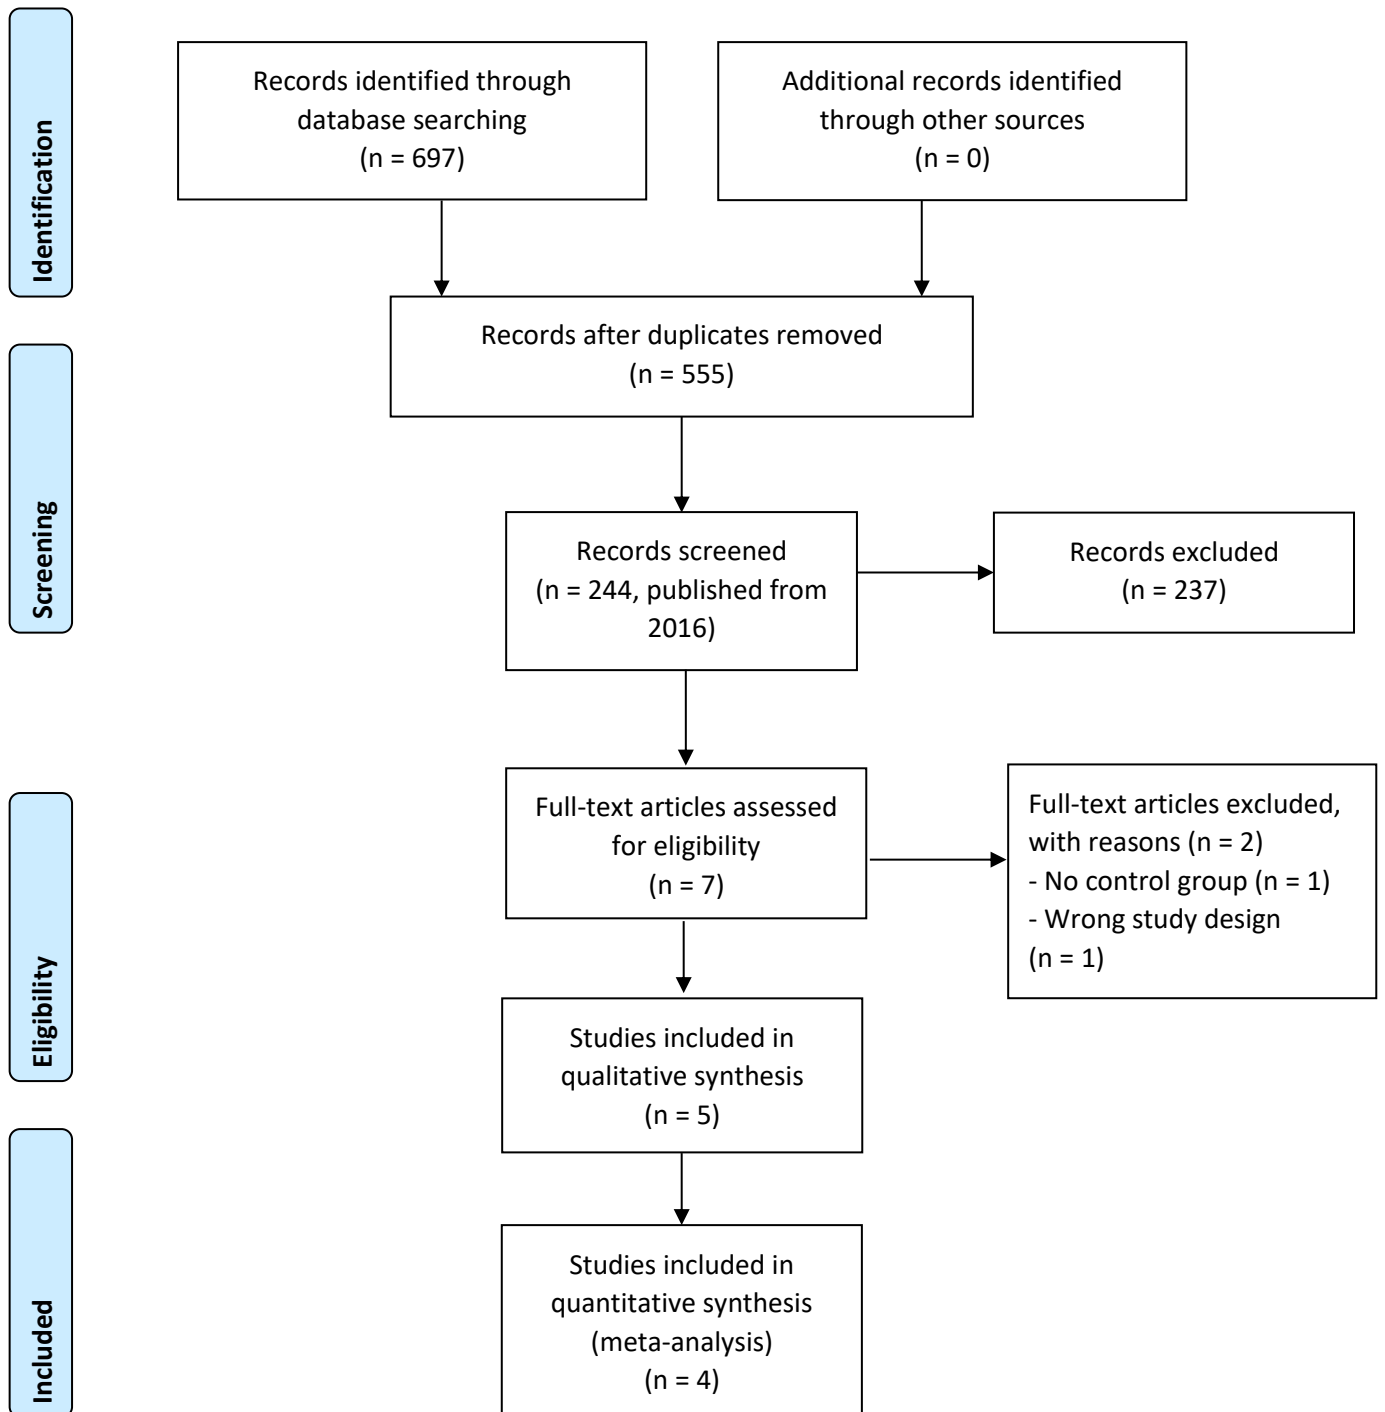 Identification
Records identified through
database searching
(n = 697)
Additional records identified
through other sources
(n = 0)
Records after duplicates removed
(n = 555)
Screening
Records screened
(n = 244, published from
2016)
Records excluded
(n = 237)
Eligibility
Full-text articles assessed
for eligibility
(n = 7)
Full-text articles excluded,
with reasons (n = 2)
- No control group (n = 1)
- Wrong study design
(n = 1)
Studies included in
qualitative synthesis
(n = 5)
Included
Studies included in
quantitative synthesis
(meta-analysis)
(n = 4)